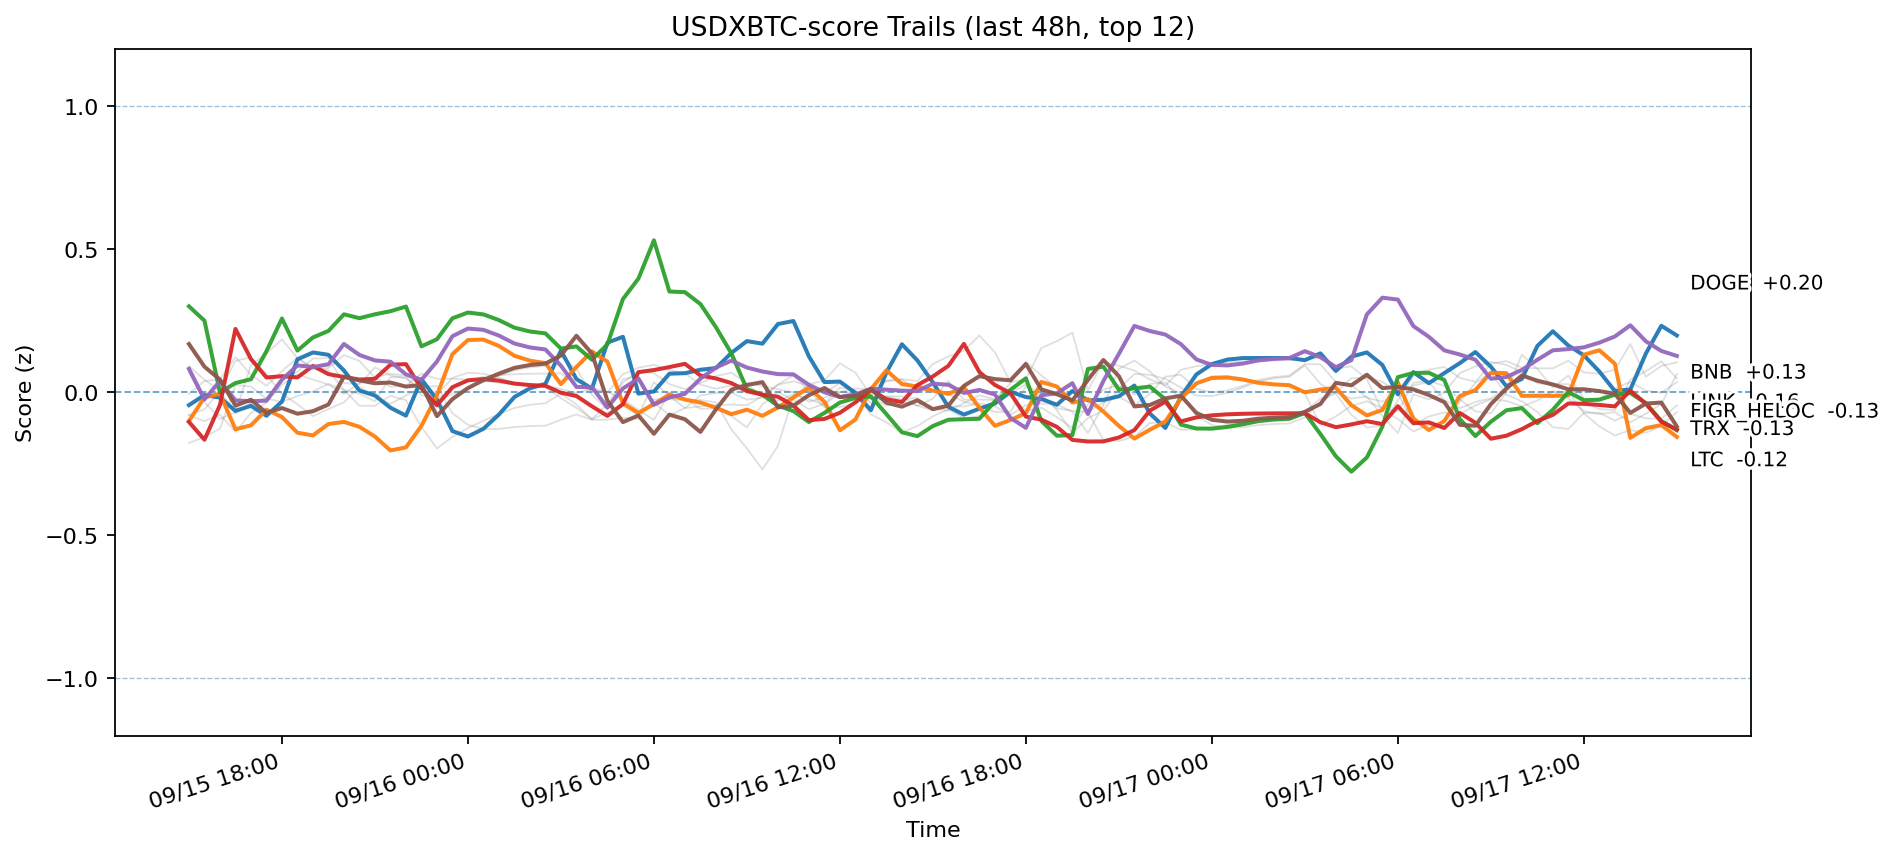 USDXBTC-score Trails (last 48h, top 12)
Score (z)
1.0
0.5
0.0
−0.5
−1.0
DOGE +0.20
BNB +0.13
FIGR_HELOC -0.13
TRX -0.13
LTC -0.12
09/15 18:00
09/16 00:00
09/16 06:00
09/16 12:00
09/16 18:00
09/17 00:00
09/17 06:00
09/17 12:00
Time